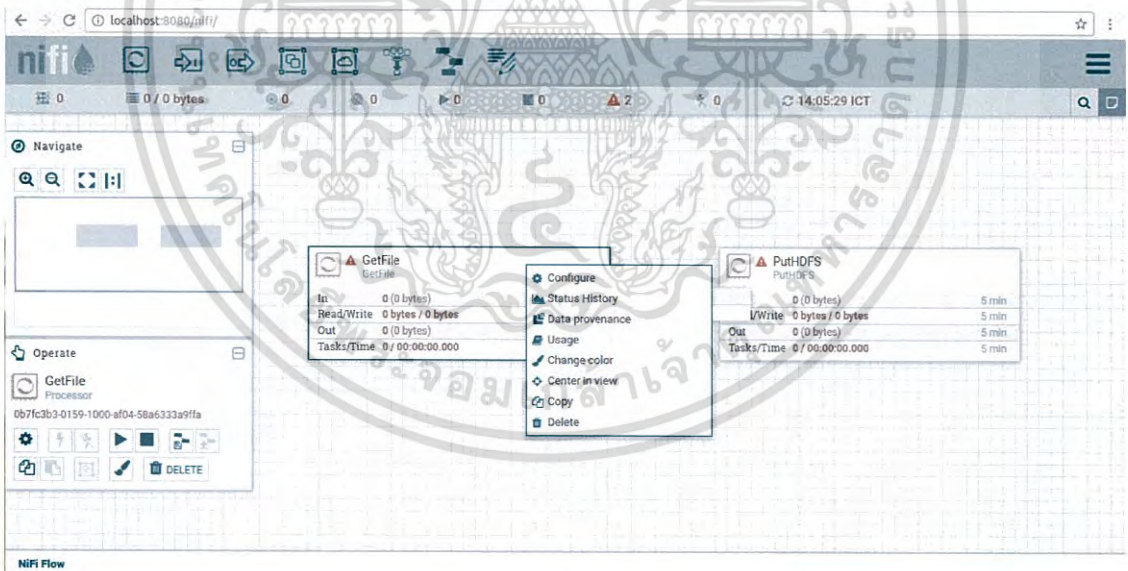 localhost:8080/nifi/
nifi
0
0 / 0 bytes
0
0
0
0
2
0
14:05:29 ICT
Navigate
Operate
GetFile
Processor
0b7fc3b3-0159-1000-af04-58a6333a9ffa
DELETE
GetFile
GetFile
In 0 (0 bytes)
Read/Write 0 bytes / 0 bytes
Out 0 (0 bytes)
Tasks/Time 0 / 00:00:00.000
Configure
Status History
Data provenance
Usage
Change color
Center in view
Copy
Delete
PutHDFS
PutHDFS
0 (0 bytes) 5 min
/Write 0 bytes / 0 bytes 5 min
Out 0 (0 bytes) 5 min
Tasks/Time 0 / 00:00:00.000 5 min
NiFi Flow